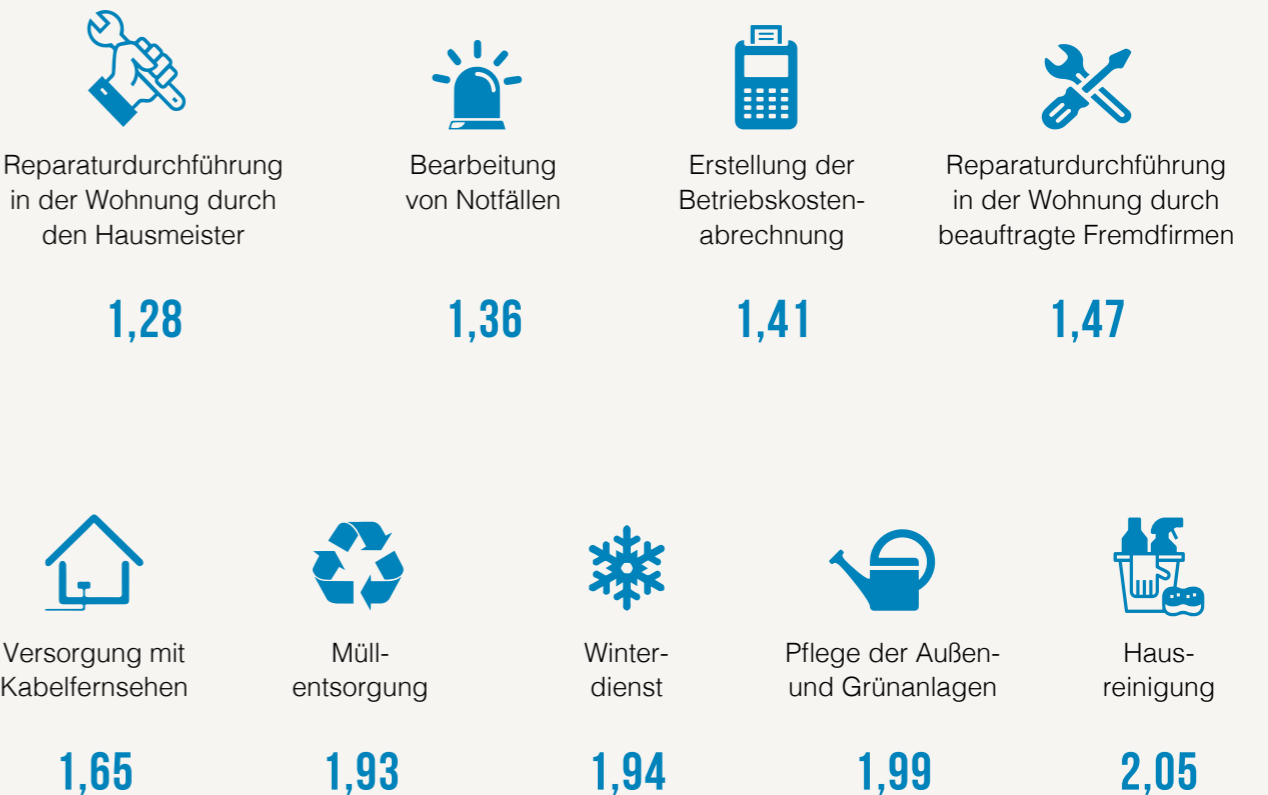 Reparaturdurchführung
in der Wohnung durch
den Hausmeister
1,28
Bearbeitung
von Notfällen
1,36
Erstellung der
Betriebskosten-
abrechnung
1,41
Reparaturdurchführung
in der Wohnung durch
beauftragte Fremdfirmen
1,47
Versorgung mit
Kabelfernsehen
1,65
Müll-
entsorgung
1,93
Winter-
dienst
1,94
Pflege der Außen-
und Grünanlagen
1,99
Haus-
reinigung
2,05